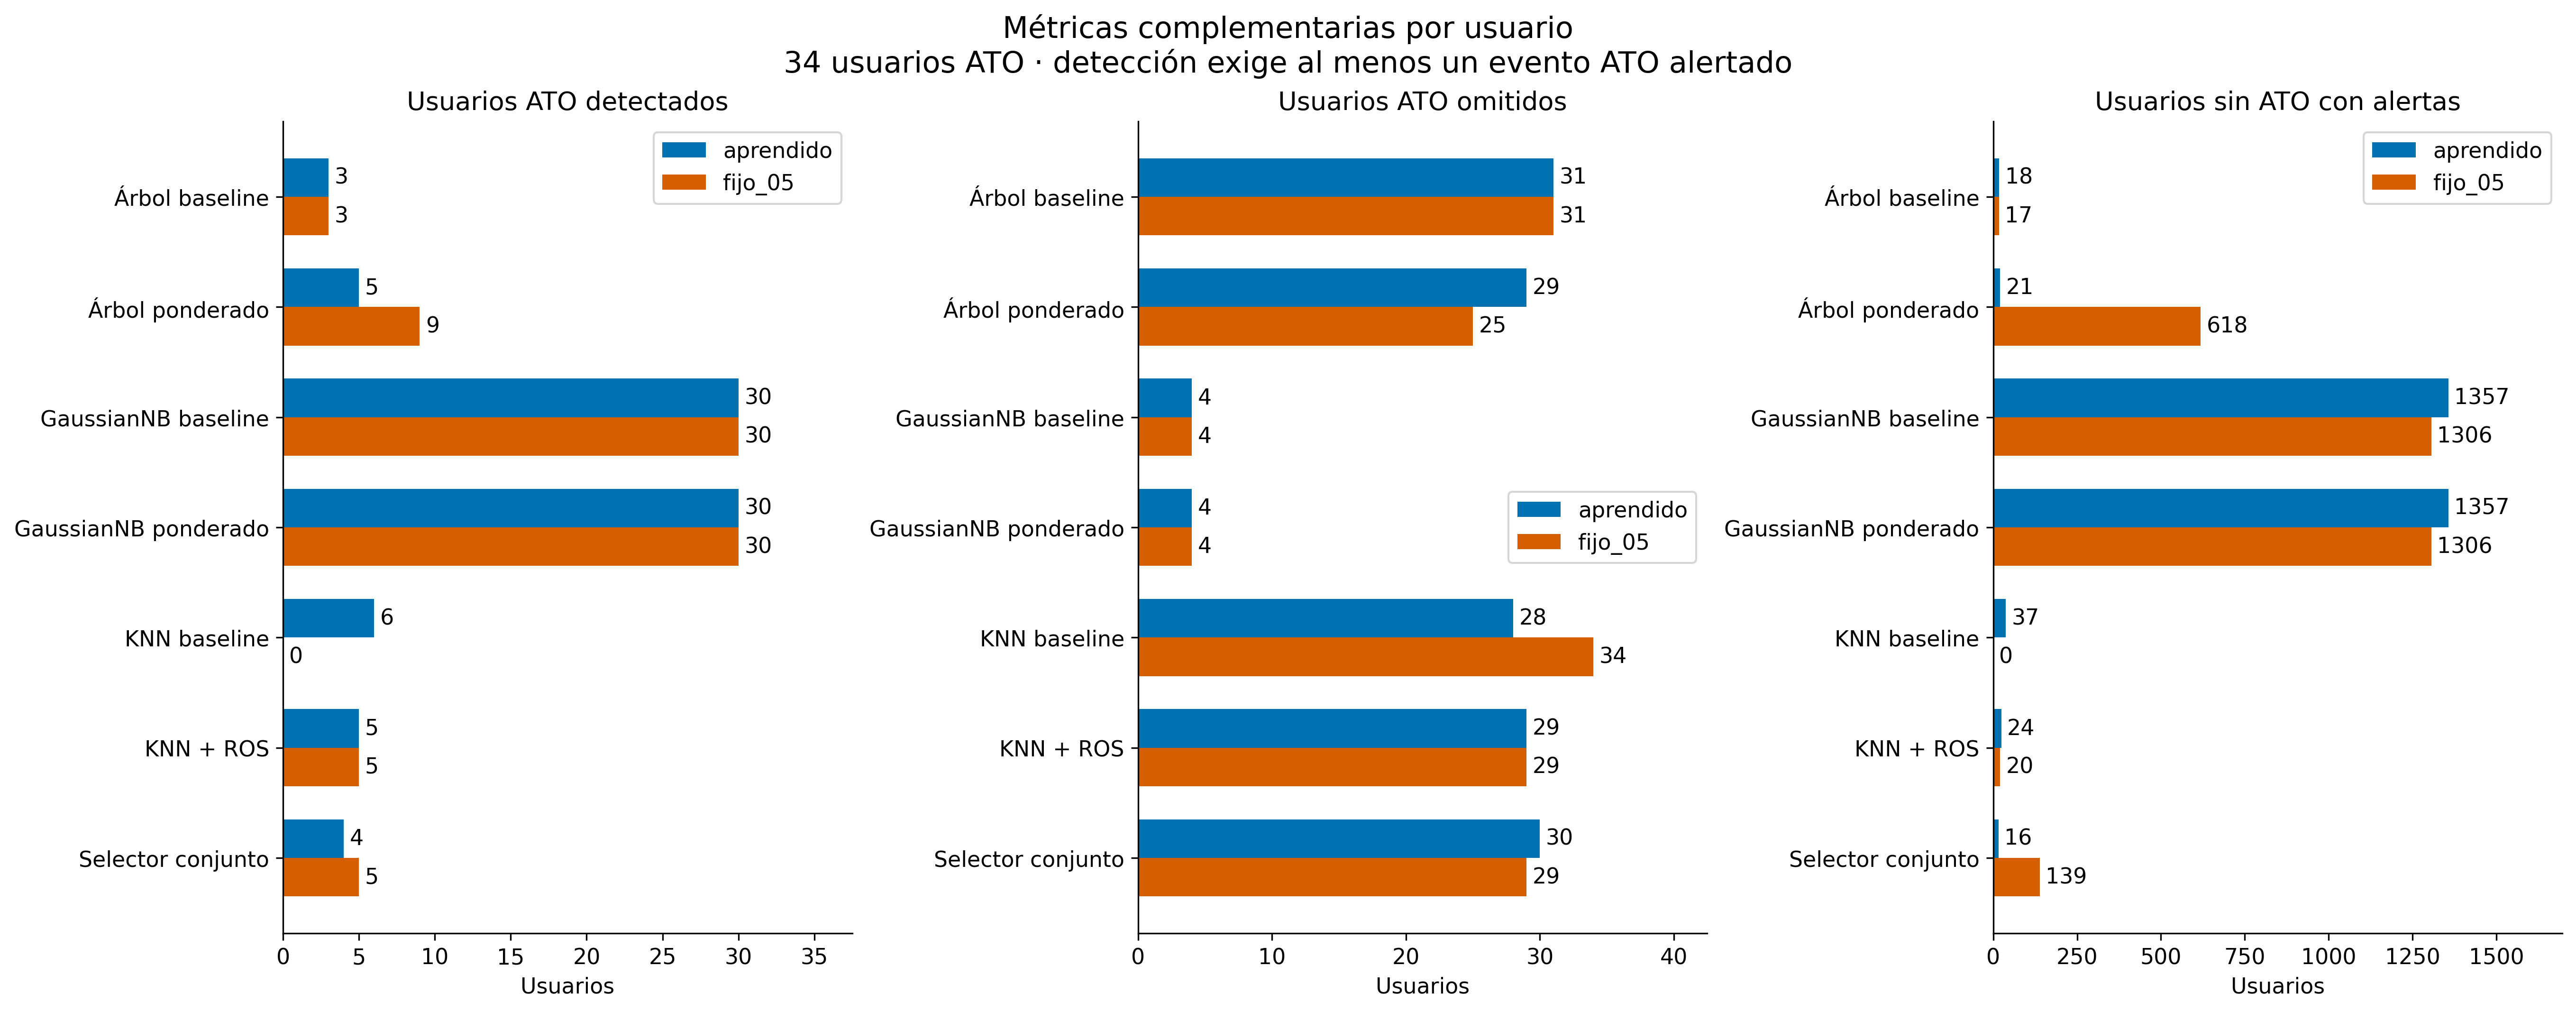 Métricas complementarias por usuario
34 usuarios ATO · detección exige al menos un evento ATO alertado
Usuarios ATO detectados
aprendido
fijo_05
Árbol baseline
3
3
Árbol ponderado
5
9
GaussianNB baseline
30
30
GaussianNB ponderado
30
30
KNN baseline
6
0
KNN + ROS
5
5
Selector conjunto
4
5
0 5 10 15 20 25 30 35
Usuarios
Usuarios ATO omitidos
Árbol baseline
31
31
Árbol ponderado
29
25
GaussianNB baseline
4
4
GaussianNB ponderado
4
4
aprendido
fijo_05
KNN baseline
28
34
KNN + ROS
29
29
Selector conjunto
30
29
0 10 20 30 40
Usuarios
Usuarios sin ATO con alertas
aprendido
fijo_05
Árbol baseline
18
17
Árbol ponderado
21
618
GaussianNB baseline
1357
1306
GaussianNB ponderado
1357
1306
KNN baseline
37
0
KNN + ROS
24
20
Selector conjunto
16
139
0 250 500 750 1000 1250 1500
Usuarios